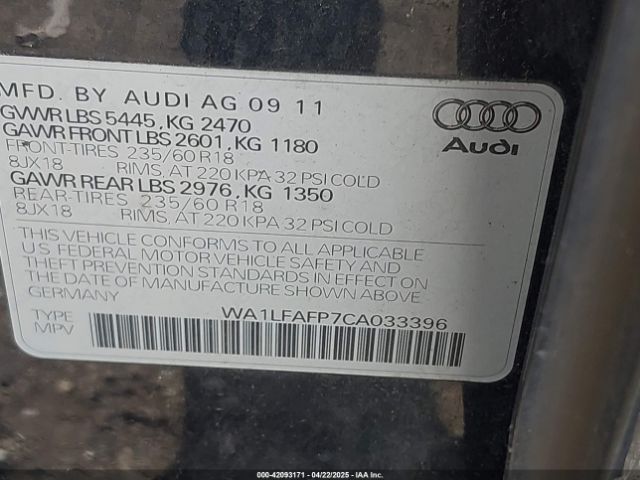 MFD. BY AUDI AG 09 11
GVWR LBS 5445, KG 2470
GAWR FRONT LBS 2601, KG 1180
FRONT-TIRES 235/60 R18
8JX18 RIMS, AT 220 KPA 32 PSI COLD
GAWR REAR LBS 2976, KG 1350
REAR-TIRES 235/60 R18
8JX18 RIMS, AT 220 KPA 32 PSI COLD
Audi
THIS VEHICLE CONFORMS TO ALL APPLICABLE
U.S. FEDERAL MOTOR VEHICLE SAFETY AND
THEFT PREVENTION STANDARDS IN EFFECT ON
THE DATE OF MANUFACTURE SHOWN ABOVE.
GERMANY
TYPE WA1LFAFP7CA033396
MPV
000-42093171 - 04/22/2025 - IAA Inc.